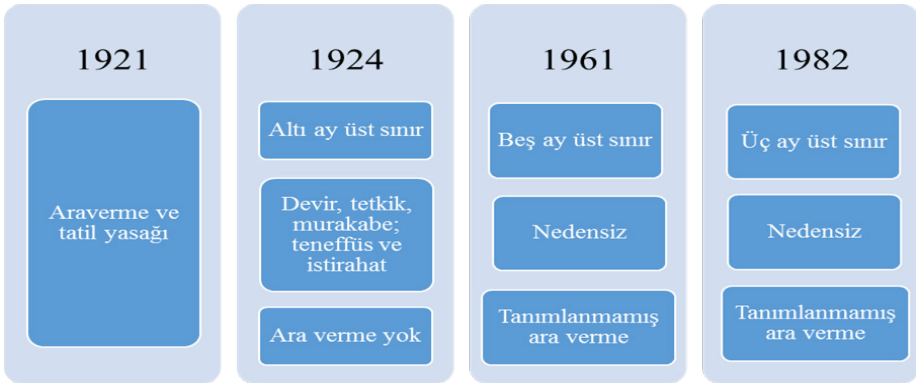 1921
Araverme ve
tatil yasağı
1924
Altı ay üst sınır
Devir, tetkik,
murakabe;
teneffüs ve
istirahat
Ara verme yok
1961
Beş ay üst sınır
Nedensiz
Tanımlanmamış
ara verme
1982
Üç ay üst sınır
Nedensiz
Tanımlanmamış
ara verme